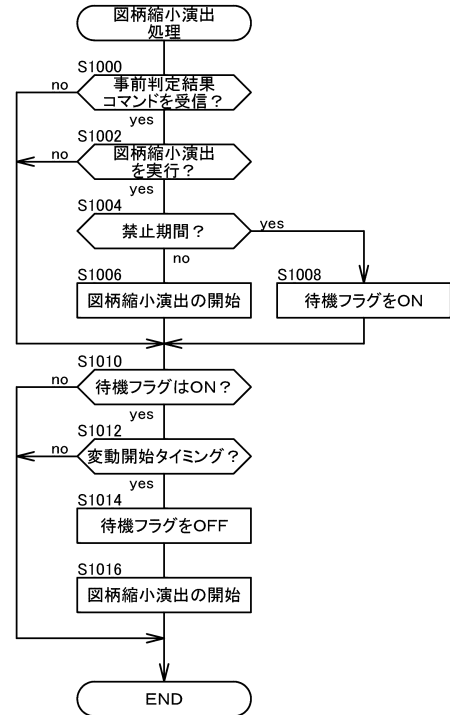 図柄縮小演出
処理
S1000
no
事前判定結果
コマンドを受信？
yes
S1002
no
図柄縮小演出
を実行？
yes
S1004
禁止期間？
yes
no
S1006
図柄縮小演出の開始
S1008
待機フラグをON
S1010
no
待機フラグはON？
yes
S1012
no
変動開始タイミング？
yes
S1014
待機フラグをOFF
S1016
図柄縮小演出の開始
END